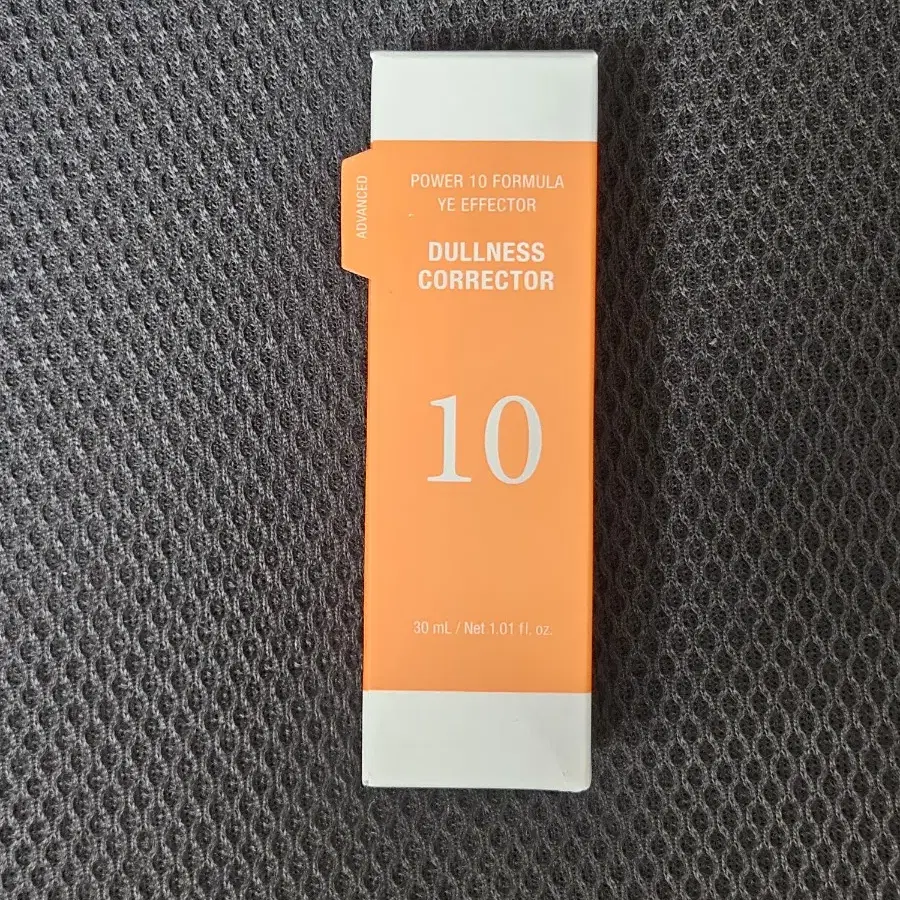 ADVANCED
POWER 10 FORMULA
YE EFFECTOR
DULLNESS
CORRECTOR
10
30 mL / Net 1.01 fl. oz.